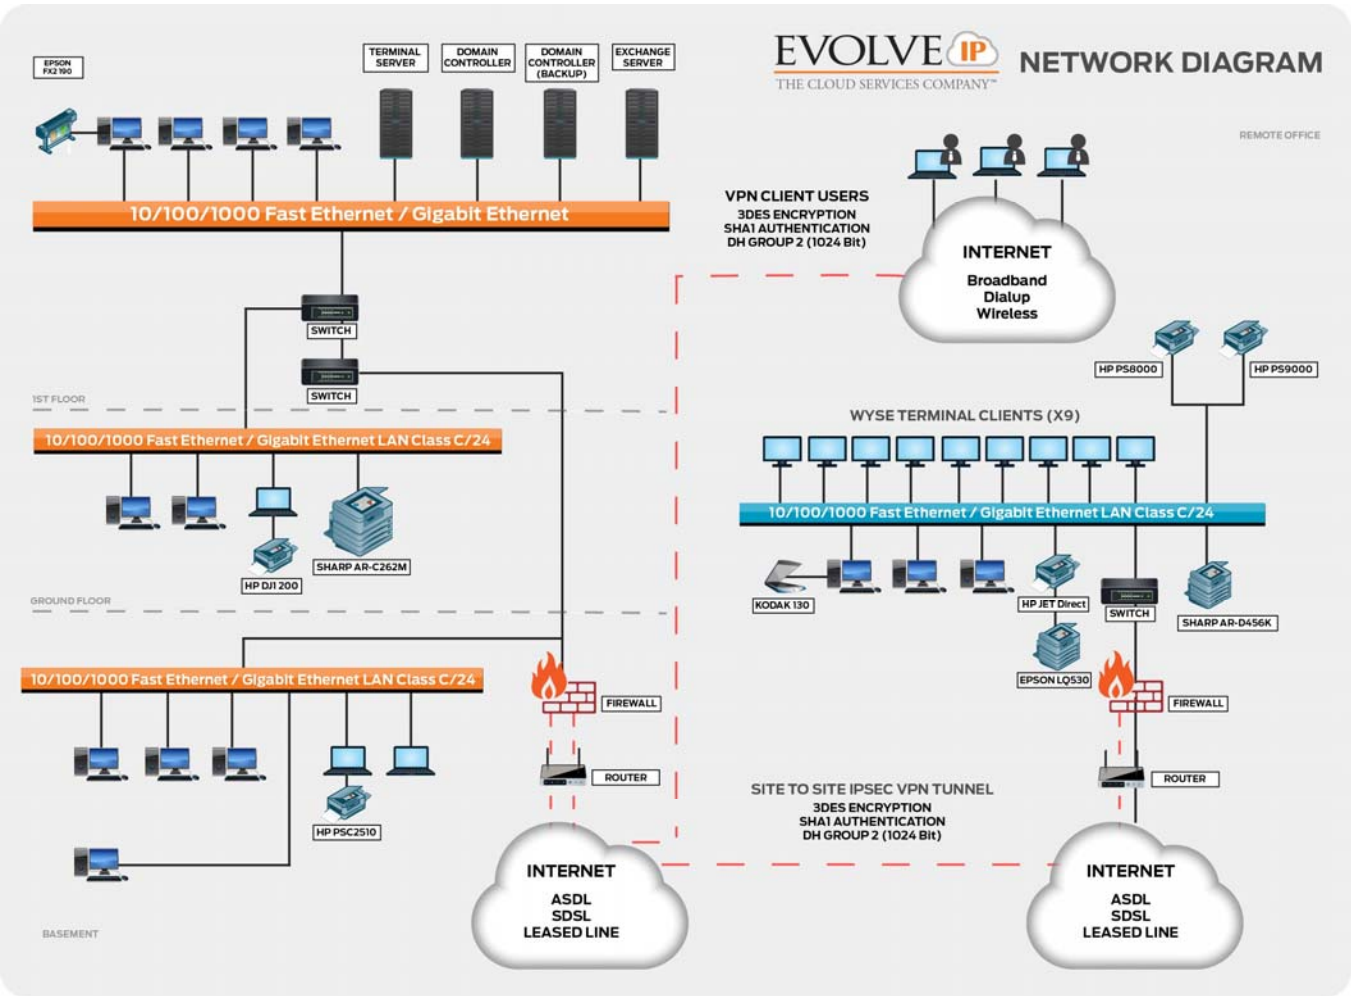 EPSON
FX2190
TERMINAL
SERVER
DOMAIN
CONTROLLER
DOMAIN
CONTROLLER
(BACKUP)
EXCHANGE
SERVER
EVOLVE IP
THE CLOUD SERVICES COMPANY™
NETWORK DIAGRAM
REMOTE OFFICE
10/100/1000 Fast Ethernet / Gigabit Ethernet
VPN CLIENT USERS
3DES ENCRYPTION
SHA1 AUTHENTICATION
DH GROUP 2 (1024 Bit)
INTERNET
Broadband
Dialup
Wireless
SWITCH
SWITCH
1ST FLOOR
HP PS8000
HP PS9000
WYSE TERMINAL CLIENTS (X9)
10/100/1000 Fast Ethernet / Gigabit Ethernet LAN Class C/24
HP DJ1 200
SHARP AR-C262M
GROUND FLOOR
10/100/1000 Fast Ethernet / Gigabit Ethernet LAN Class C/24
KODAK 130
HP JET Direct
SWITCH
SHARP AR-D456K
EPSON LQ530
FIREWALL
ROUTER
10/100/1000 Fast Ethernet / Gigabit Ethernet LAN Class C/24
HP PSC2510
FIREWALL
ROUTER
SITE TO SITE IPSEC VPN TUNNEL
3DES ENCRYPTION
SHA1 AUTHENTICATION
DH GROUP 2 (1024 Bit)
INTERNET
ASDL
SDSL
LEASED LINE
INTERNET
ASDL
SDSL
LEASED LINE
BASEMENT